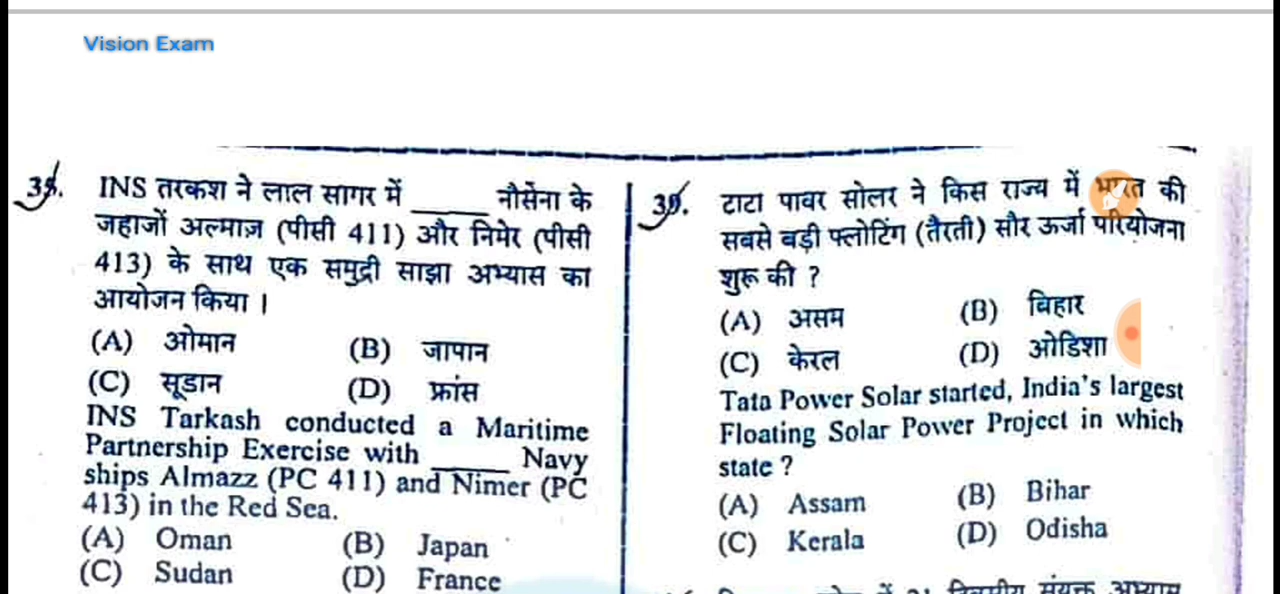 Vision Exam
38. INS तरकश ने लाल सागर में _____ नौसेना के
जहाजों अल्माज़ (पीसी 411) और निमेर (पीसी
413) के साथ एक समुद्री साझा अभ्यास का
आयोजन किया ।
(A) ओमान (B) जापान
(C) सूडान (D) फ्रांस
INS Tarkash conducted a Maritime
Partnership Exercise with _____ Navy
ships Almazz (PC 411) and Nimer (PC
413) in the Red Sea.
(A) Oman (B) Japan
(C) Sudan (D) France
39. टाटा पावर सोलर ने किस राज्य में भारत की
सबसे बड़ी फ्लोटिंग (तैरती) सौर ऊर्जा परियोजना
शुरू की ?
(A) असम (B) बिहार
(C) केरल (D) ओडिशा
Tata Power Solar started, India's largest
Floating Solar Power Project in which
state ?
(A) Assam (B) Bihar
(C) Kerala (D) Odisha